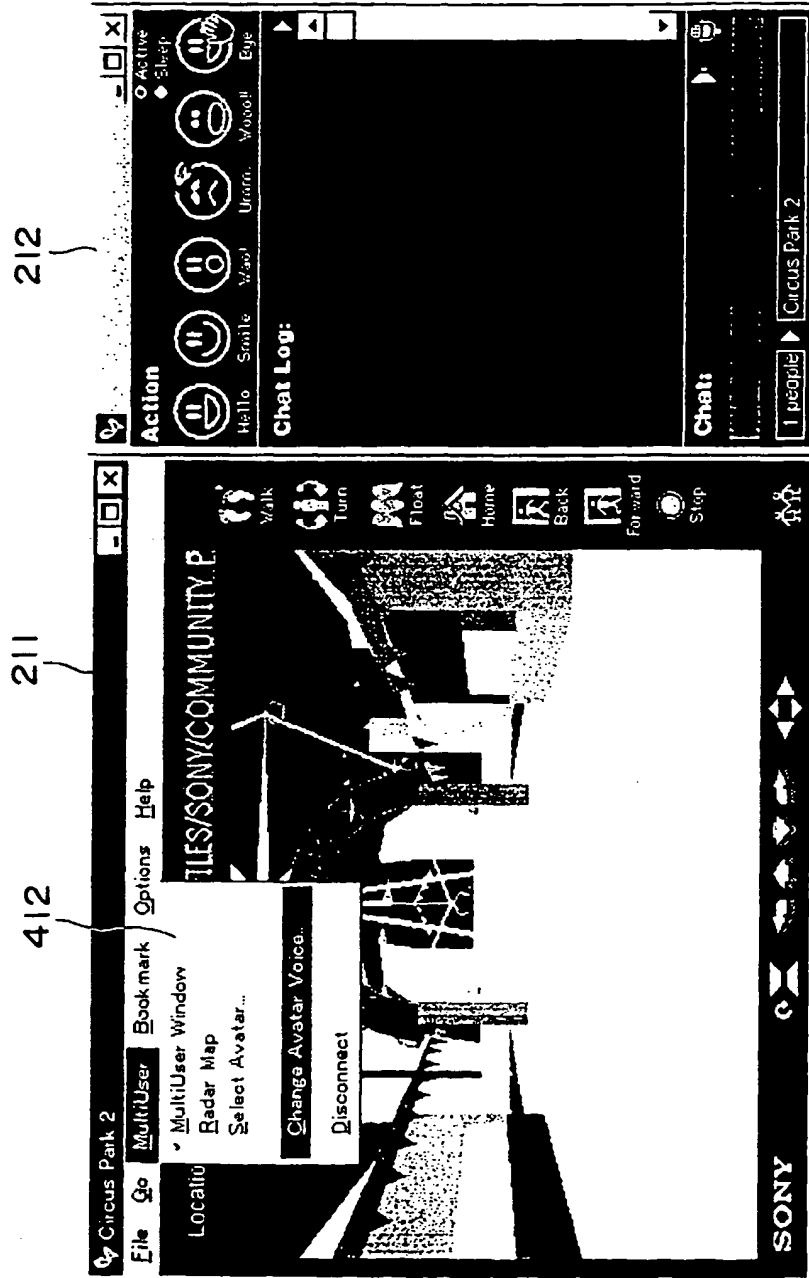 211
Circus Park 2
File Go MultiUser Bookmark Options Help
412
MultiUser Window
Radar Map
Select Avatar...
Change Avatar Voice..
Disconnect
Locatio
ILES/SONY/COMMUNITY P
Walk
Turn
Float
Home
Back
Forward
Stop
SONY
212
Action
Active
Sleep
Hello Smile Wao! Umm.. Wooo!!
Chat Log:
Chat:
1 people Circus Park 2